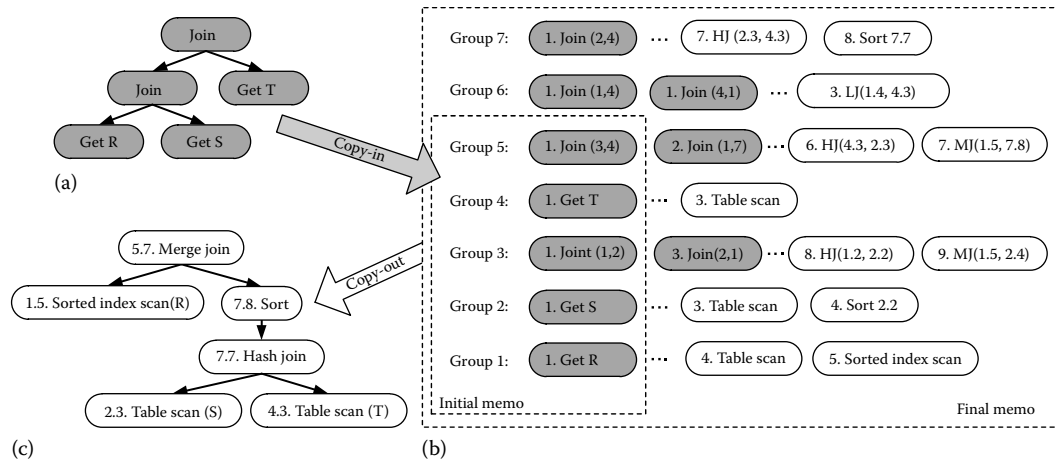 Join
Join
Get T
Get R
Get S
(a)
Copy-in
Copy-out
5.7. Merge join
1.5. Sorted index scan(R)
7.8. Sort
7.7. Hash join
2.3. Table scan (S)
4.3. Table scan (T)
(c)
Group 7: 1. Join (2,4) ... 7. HJ (2.3, 4.3) 8. Sort 7.7
Group 6: 1. Join (1,4) 1. Join (4,1) ... 3. LJ(1.4, 4.3)
Group 5: 1. Join (3,4) 2. Join (1,7) ... 6. HJ(4.3, 2.3) 7. MJ(1.5, 7.8)
Group 4: 1. Get T ... 3. Table scan
Group 3: 1. Joint (1,2) 3. Join(2,1) ... 8. HJ(1.2, 2.2) 9. MJ(1.5, 2.4)
Group 2: 1. Get S ... 3. Table scan 4. Sort 2.2
Group 1: 1. Get R ... 4. Table scan 5. Sorted index scan
Initial memo
Final memo
(b)